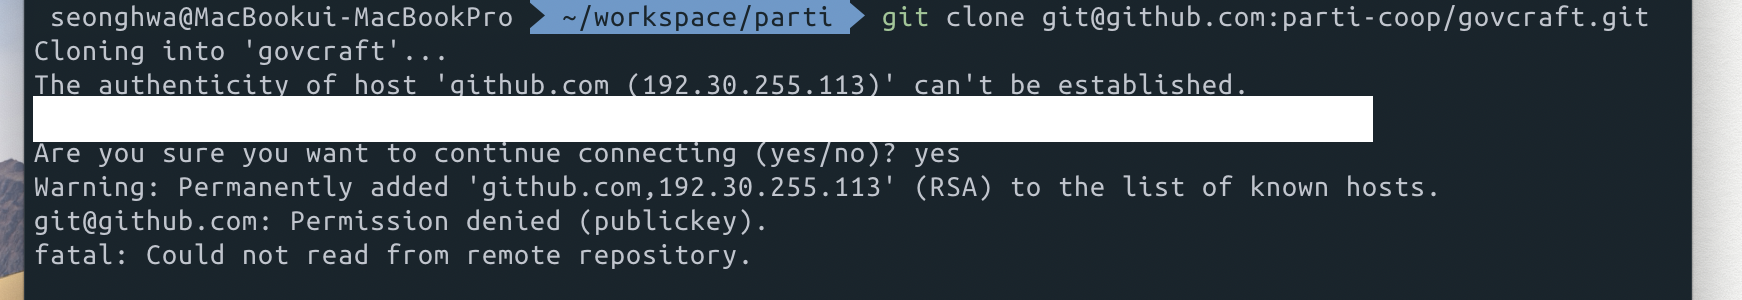 seonghwa@MacBookui-MacBookPro ~/workspace/parti git clone git@github.com:parti-coop/govcraft.git
Cloning into 'govcraft'...
The authenticity of host 'github.com (192.30.255.113)' can't be established.
Are you sure you want to continue connecting (yes/no)? yes
Warning: Permanently added 'github.com,192.30.255.113' (RSA) to the list of known hosts.
git@github.com: Permission denied (publickey).
fatal: Could not read from remote repository.